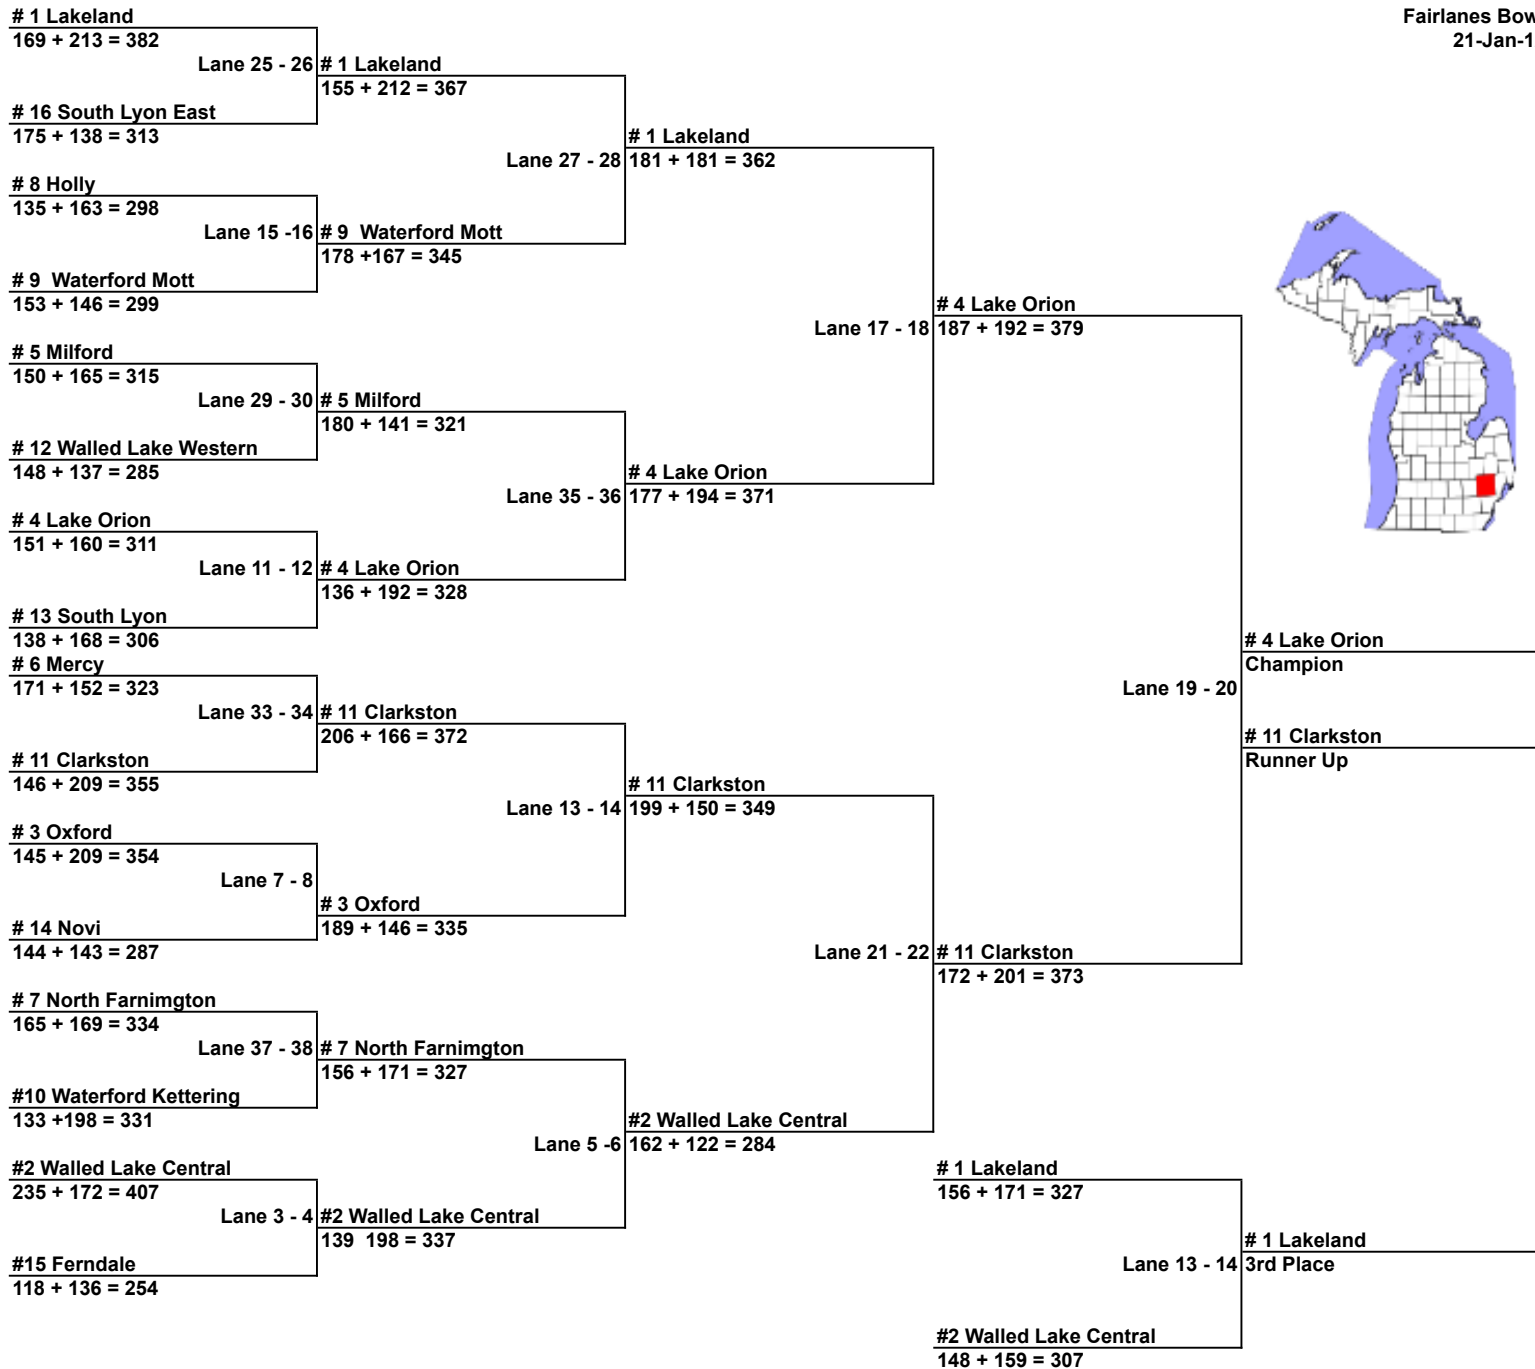 # 1 Lakeland
169 + 213 = 382
Lane 25 - 26
# 16 South Lyon East
175 + 138 = 313
# 8 Holly
135 + 163 = 298
Lane 15 -16
# 9  Waterford Mott
153 + 146 = 299
# 5 Milford
150 + 165 = 315
Lane 29 - 30
# 12 Walled Lake Western
148 + 137 = 285
# 4 Lake Orion
151 + 160 = 311
Lane 11 - 12
# 13 South Lyon
138 + 168 = 306
# 6 Mercy
171 + 152 = 323
Lane 33 - 34
# 11 Clarkston
146 + 209 = 355
# 3 Oxford
145 + 209 = 354
Lane 7 - 8
# 14 Novi
144 + 143 = 287
# 7 North Farnimgton
165 + 169 = 334
Lane 37 - 38
#10 Waterford Kettering
133 +198 = 331
#2 Walled Lake Central
235 + 172 = 407
Lane 3 - 4
#15 Ferndale
118 + 136 = 254
# 1 Lakeland
155 + 212 = 367
Lane 27 - 28
# 9  Waterford Mott
178 +167 = 345
# 5 Milford
180 + 141 = 321
Lane 35 - 36
# 4 Lake Orion
136 + 192 = 328
# 11 Clarkston
206 + 166 = 372
Lane 13 - 14
# 3 Oxford
189 + 146 = 335
# 7 North Farnimgton
156 + 171 = 327
Lane 5 -6
#2 Walled Lake Central
139  198 = 337
# 1 Lakeland
181 + 181 = 362
Lane 17 - 18
# 4 Lake Orion
177 + 194 = 371
# 11 Clarkston
199 + 150 = 349
Lane 21 - 22
#2 Walled Lake Central
162 + 122 = 284
# 4 Lake Orion
187 + 192 = 379
Lane 19 - 20
# 11 Clarkston
172 + 201 = 373
# 1 Lakeland
156 + 171 = 327
Lane 13 - 14
#2 Walled Lake Central
148 + 159 = 307
Fairlanes Bow
21-Jan-1
# 4 Lake Orion
Champion
# 11 Clarkston
Runner Up
# 1 Lakeland
3rd Place